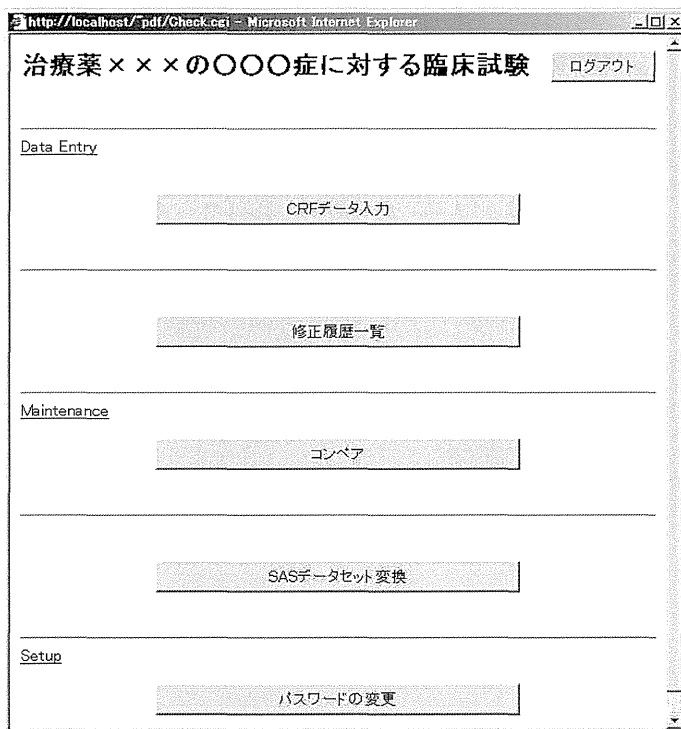 http://localhost/~pdf/Check.cgi - Microsoft Internet Explorer
治療薬×××の〇〇〇症に対する臨床試験
ログアウト
Data Entry
CRFデータ入力
修正履歴一覧
Maintenance
コンペア
SASデータセット変換
Setup
パスワードの変更